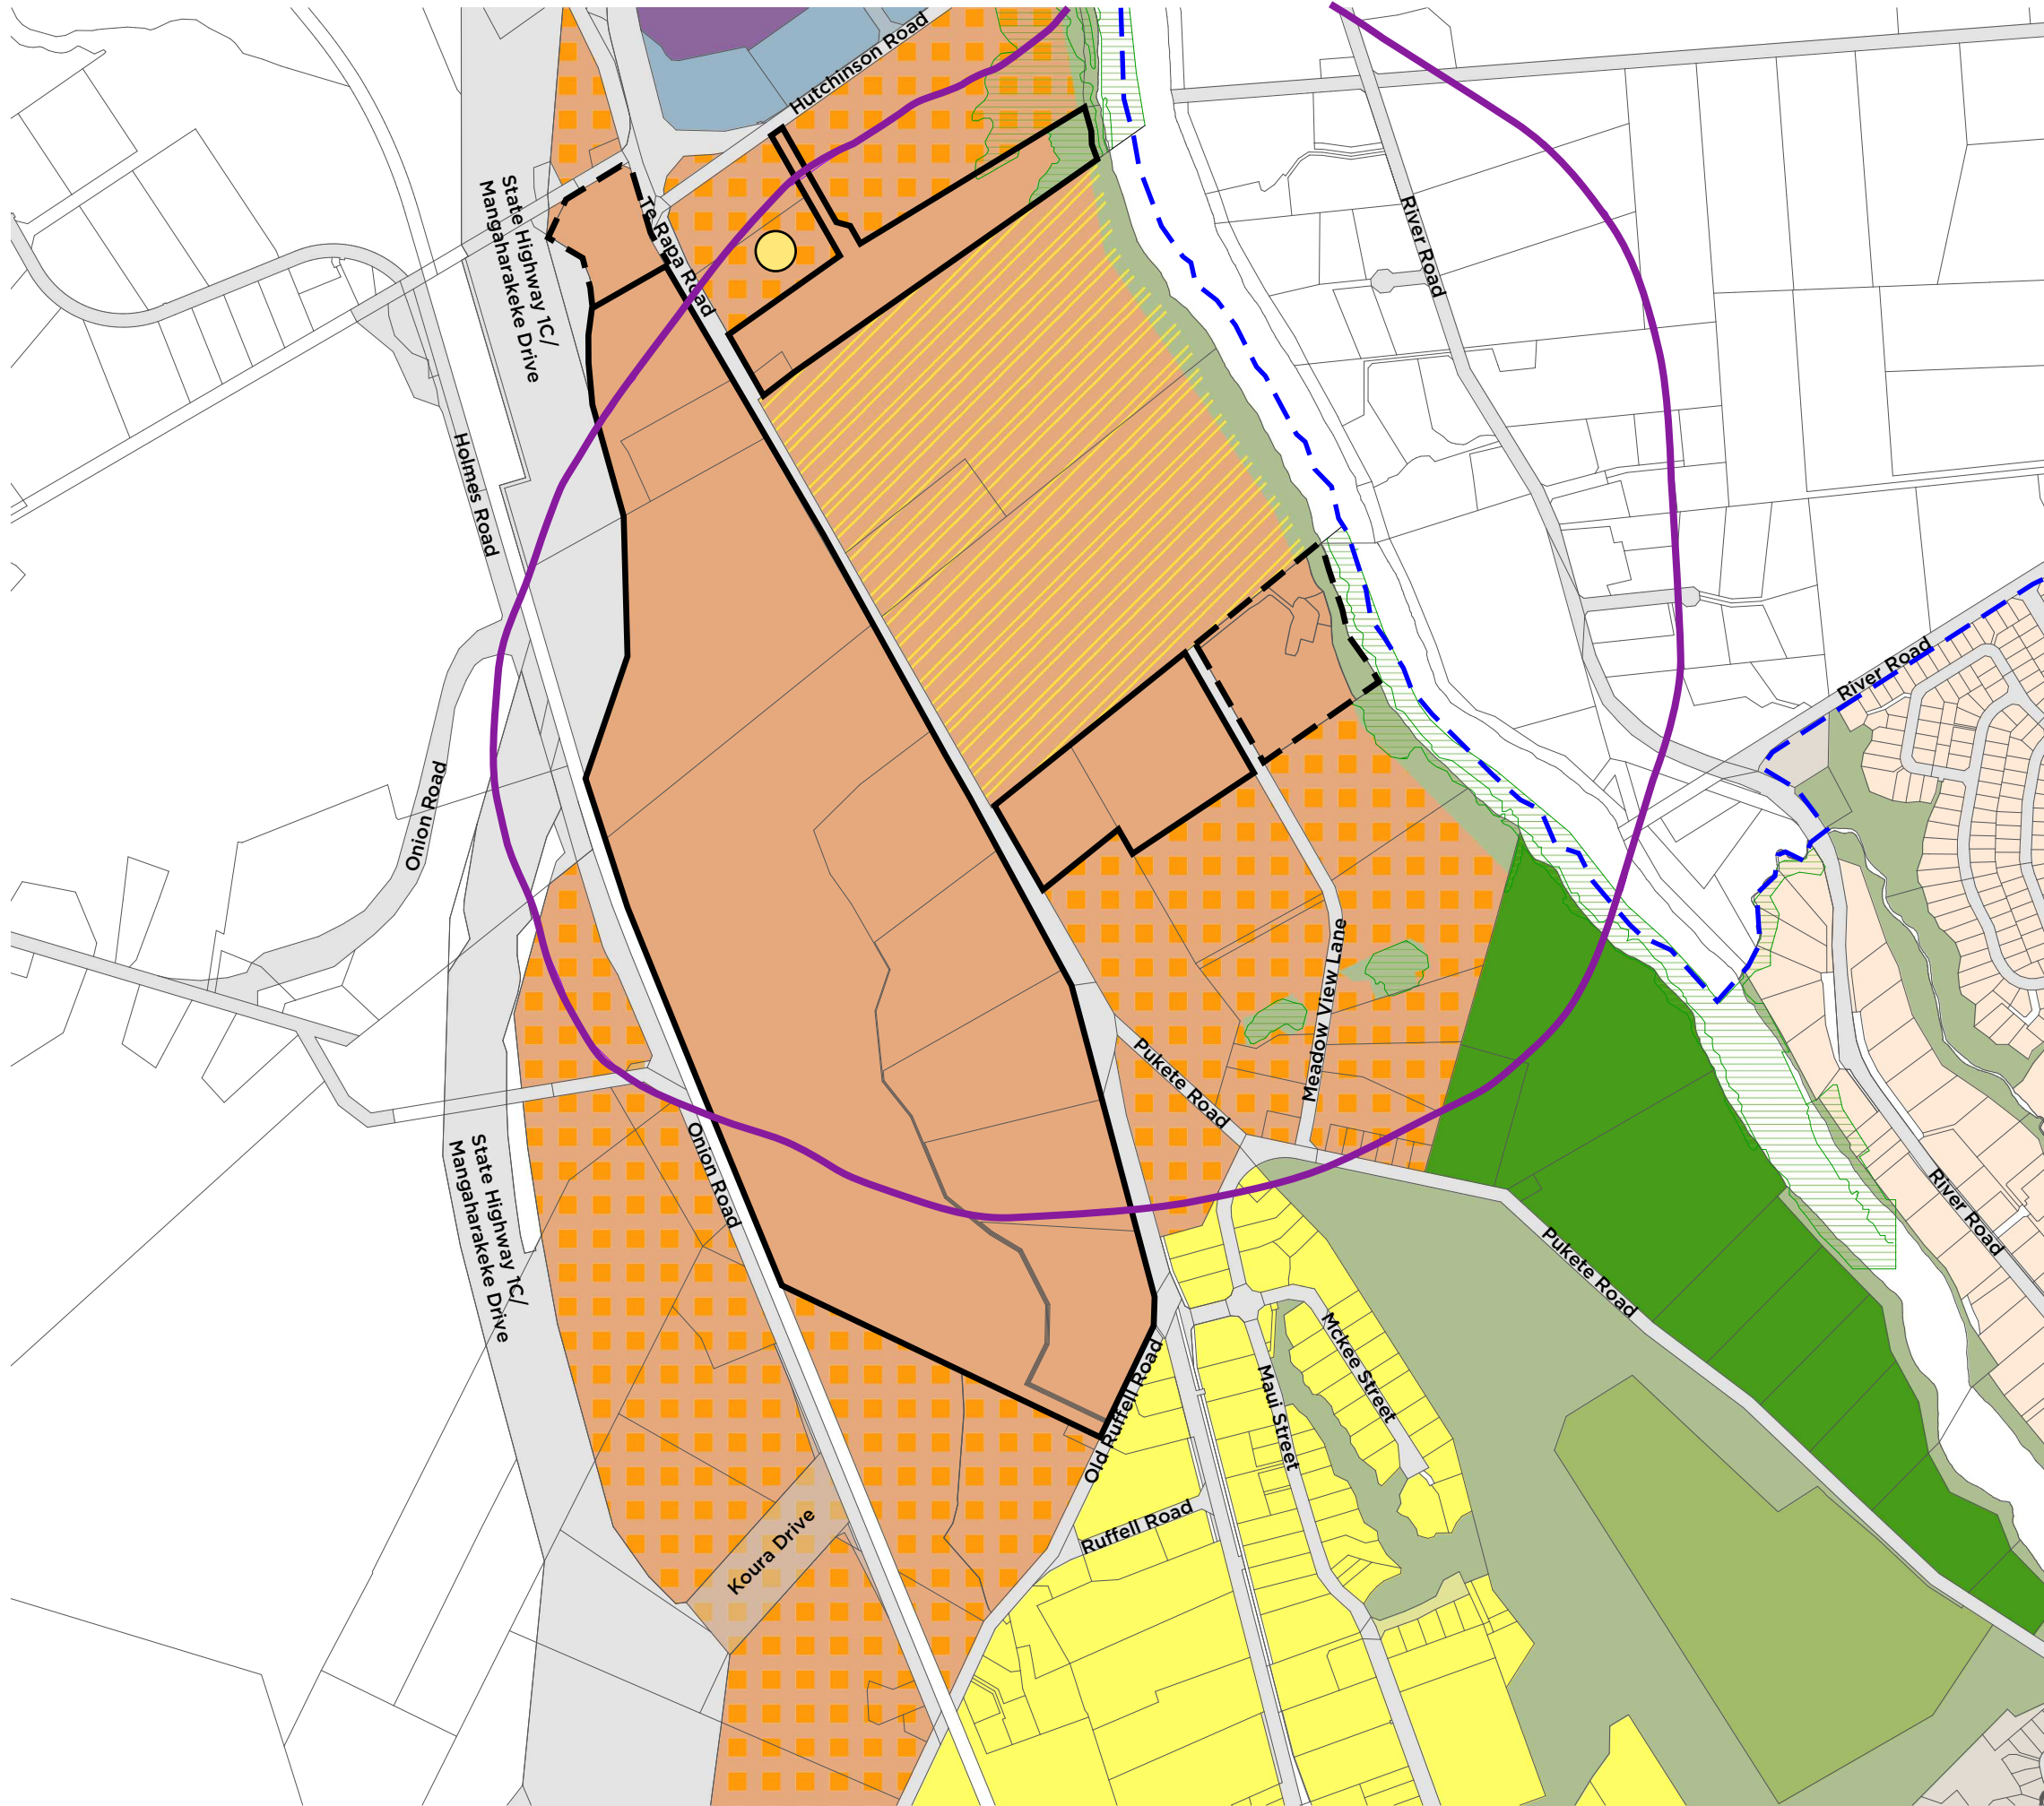 Hutchinson Road
State Highway 1C/
Mangaharakeke Drive
Te Rapa Road
River Road
Holmes Road
River Road
Onion Road
Meadow View Lane
Pukete Road
Onion Road
State Highway 1C/
Mangaharakeke Drive
River Road
Pukete Road
Mckee Street
Old Ruffell Road
Maui Street
Ruffell Road
Koura Drive